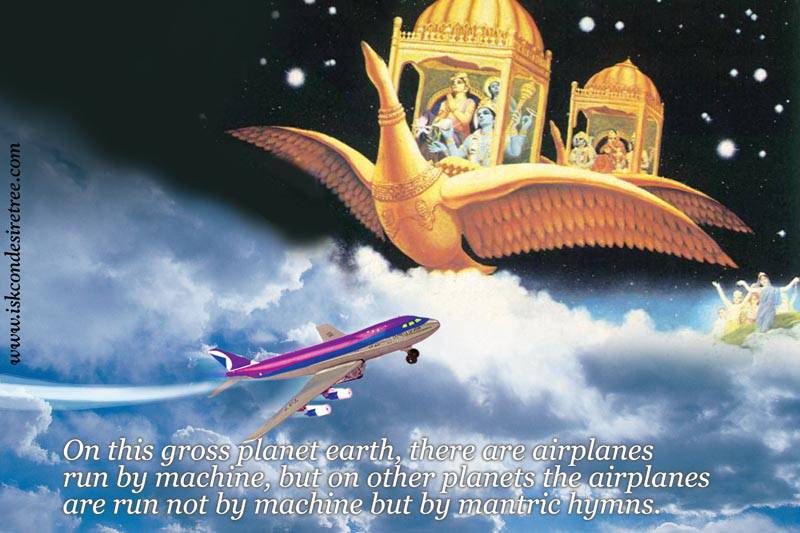 www.iskcondesiretree.com
On this gross planet earth, there are airplanes
run by machine, but on other planets the airplanes
are run not by machine but by mantric hymns.